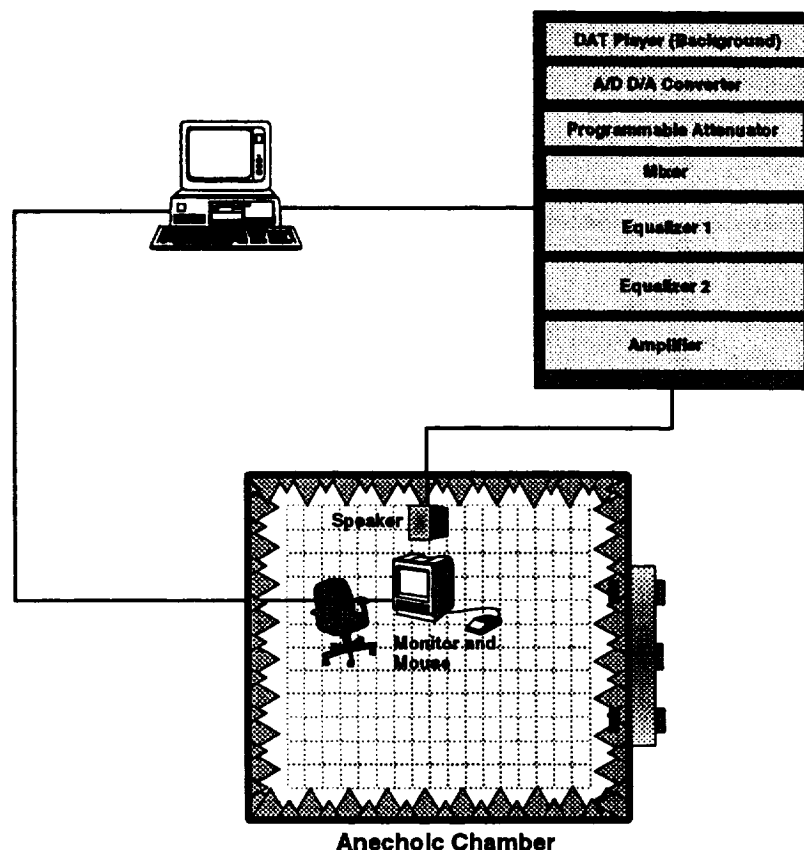 DAT Player (Background)
A/D D/A Converter
Programmable Attenuator
Mixer
Equalizer 1
Equalizer 2
Amplifier
Speaker
Monitor and
Mouse
Anechoic Chamber